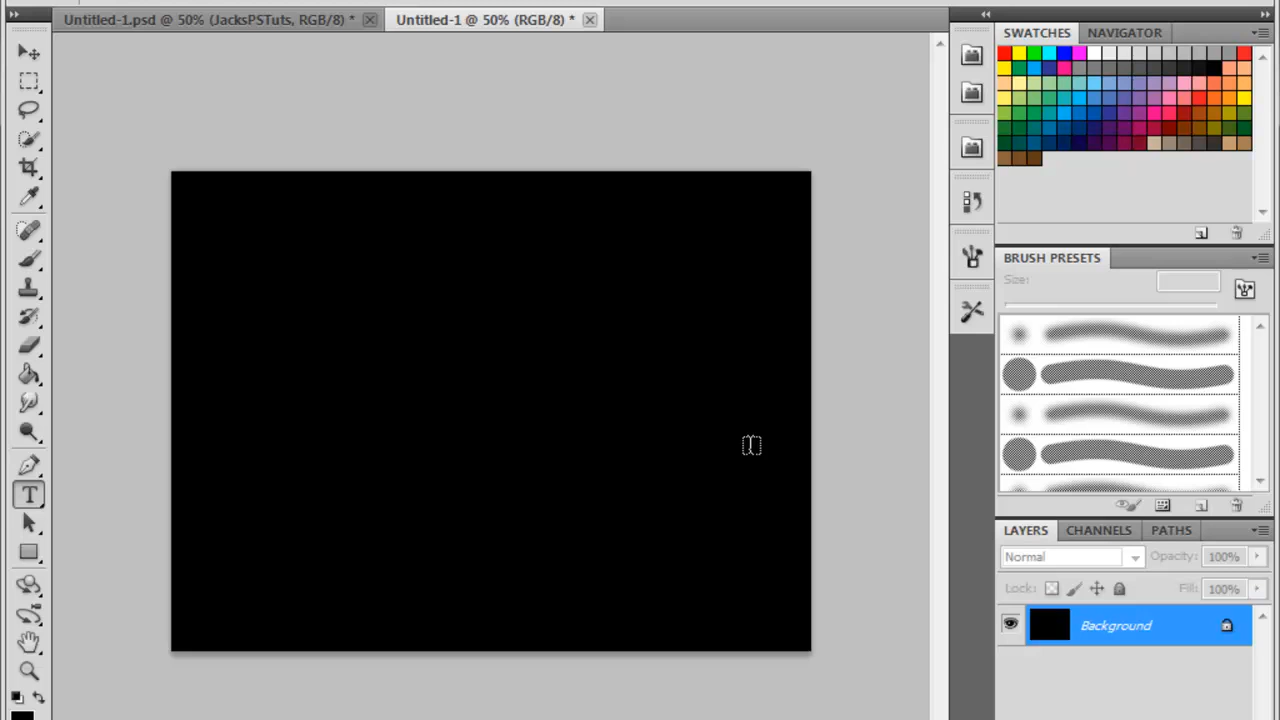 Untitled-1.psd @ 50% (JacksPSTuts, RGB/8) *
Untitled-1 @ 50% (RGB/8) *
SWATCHES
NAVIGATOR
BRUSH PRESETS
Size:
LAYERS
CHANNELS
PATHS
Normal
Opacity: 100%
Lock:
Fill: 100%
Background